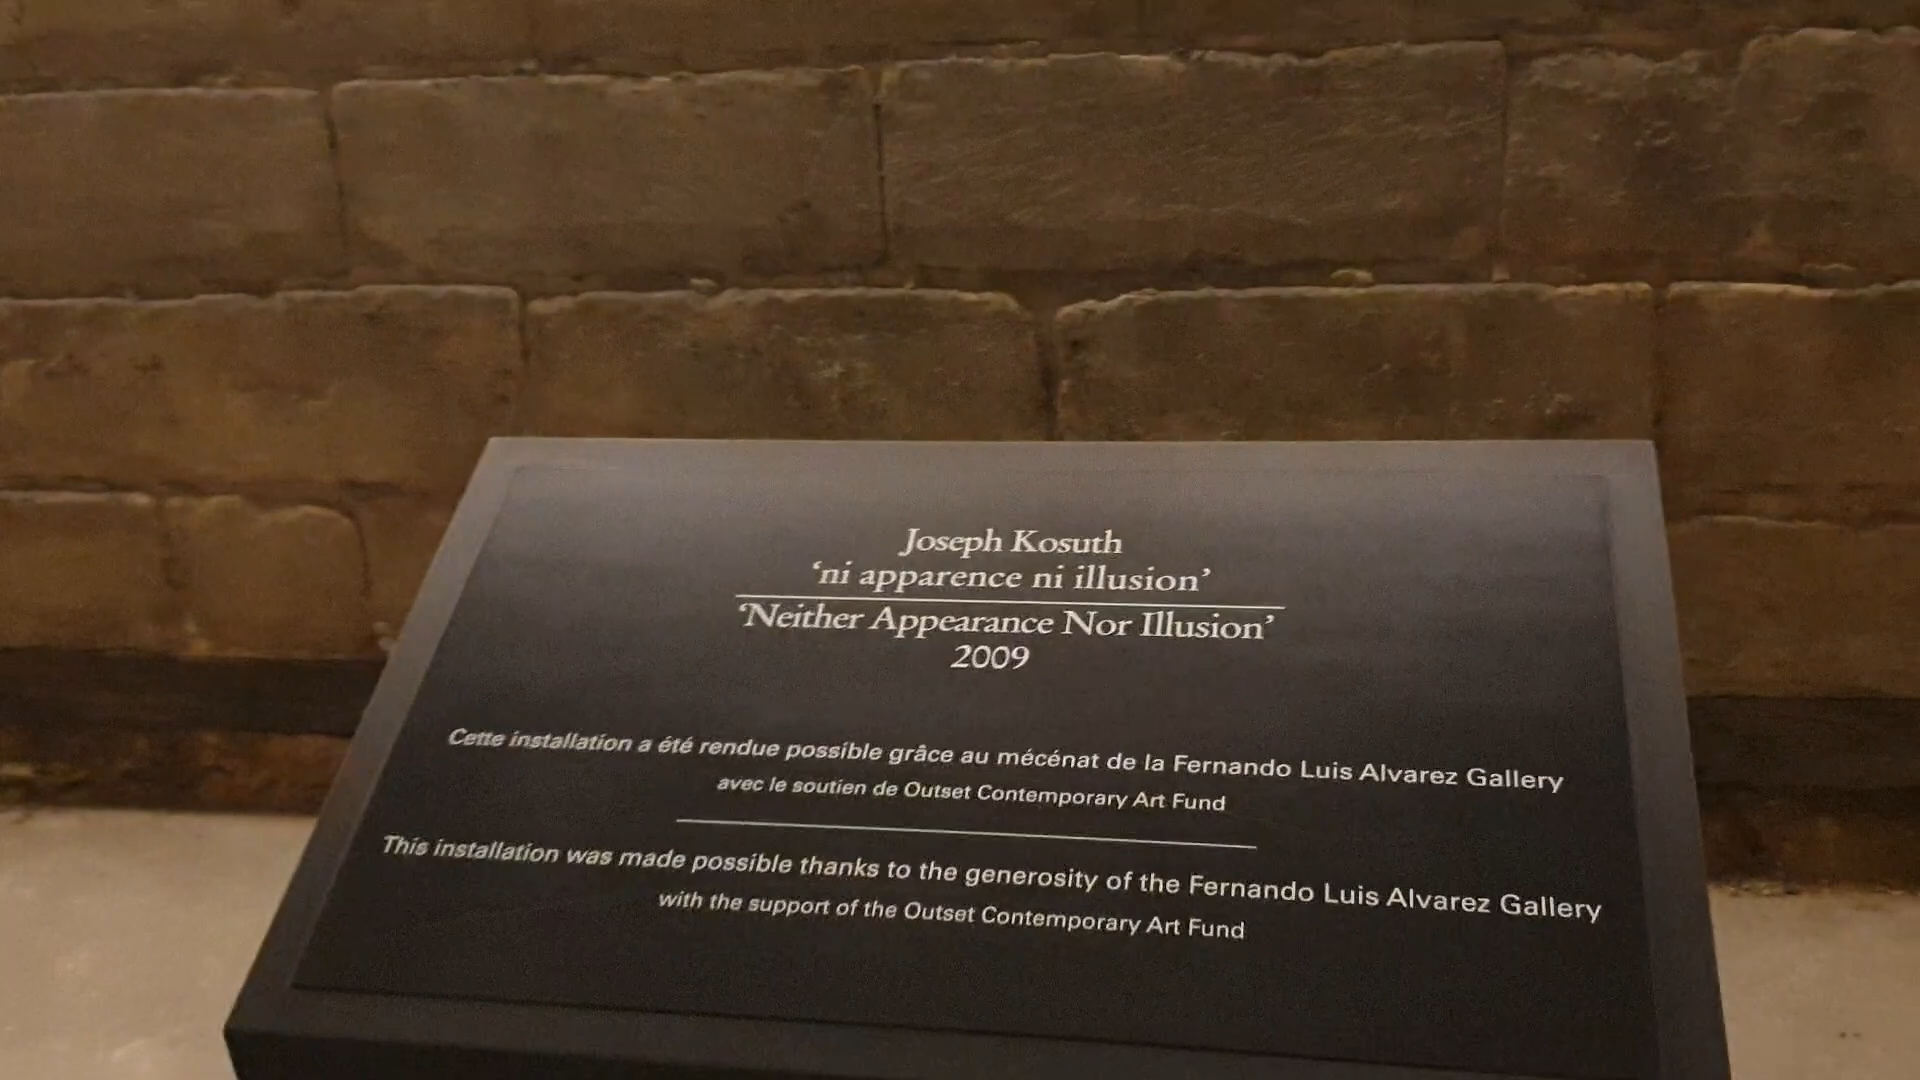 Joseph Kosuth
‘ni apparence ni illusion’
‘Neither Appearance Nor Illusion’
2009
Cette installation a été rendue possible grâce au mécénat de la Fernando Luis Alvarez Gallery
avec le soutien de Outset Contemporary Art Fund
This installation was made possible thanks to the generosity of the Fernando Luis Alvarez Gallery
with the support of the Outset Contemporary Art Fund